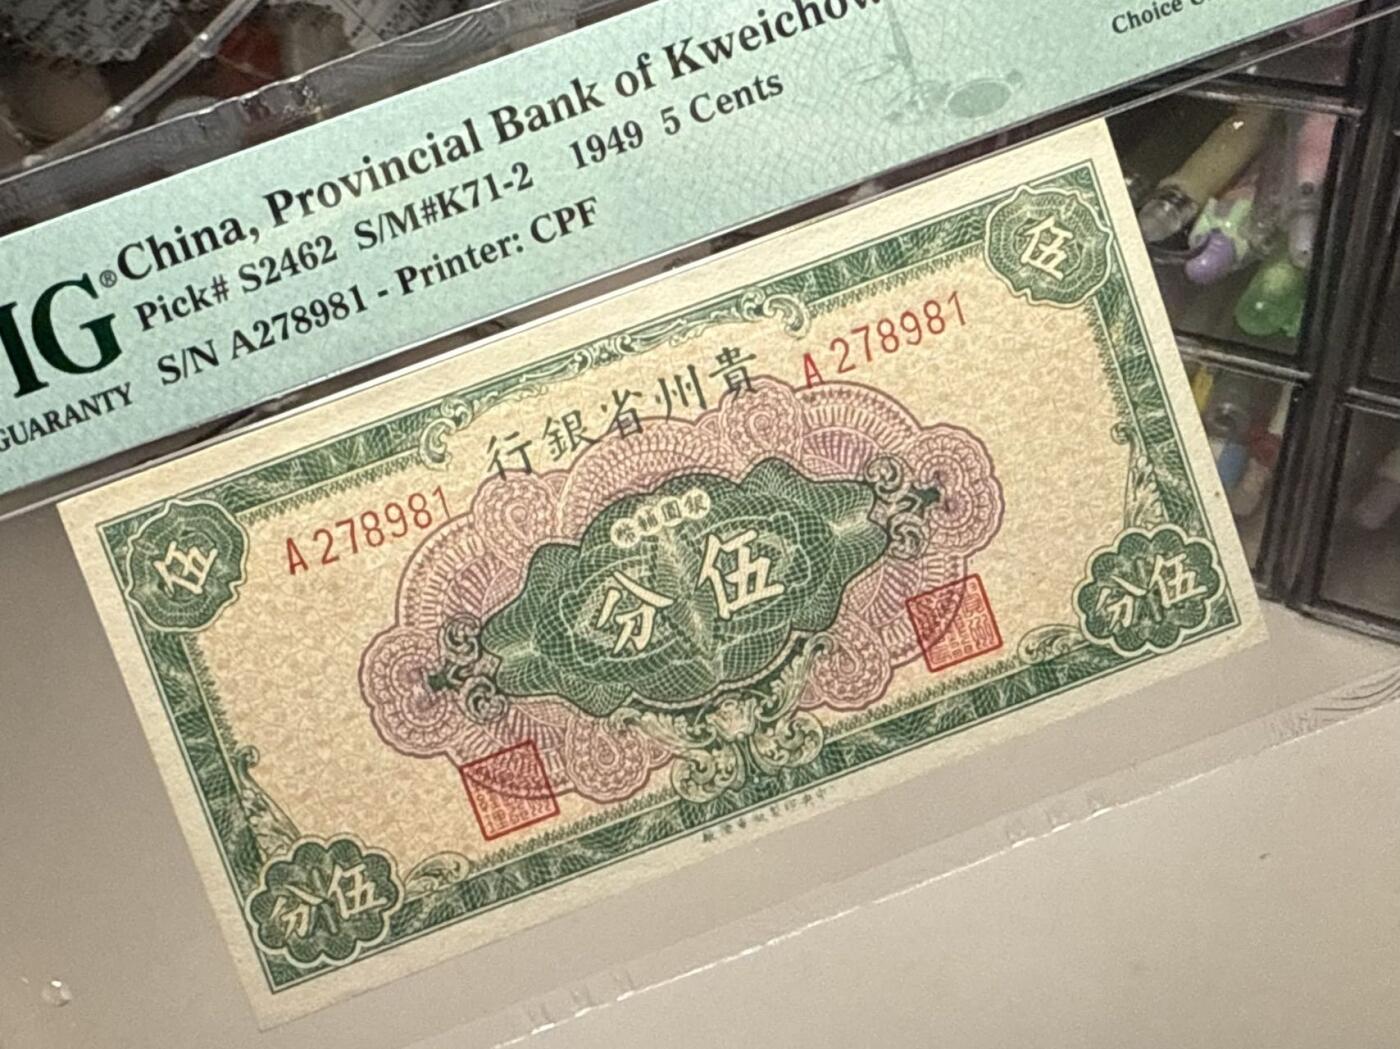 China, Provincial Bank of Kweichow
Pick# S2462 S/M#K71-2 1949 5 Cents
S/N A278981 - Printer: CPF
Choice
GUARANTY
伍
伍
行銀省州貴
A278981
A278981
分伍
分伍
分伍